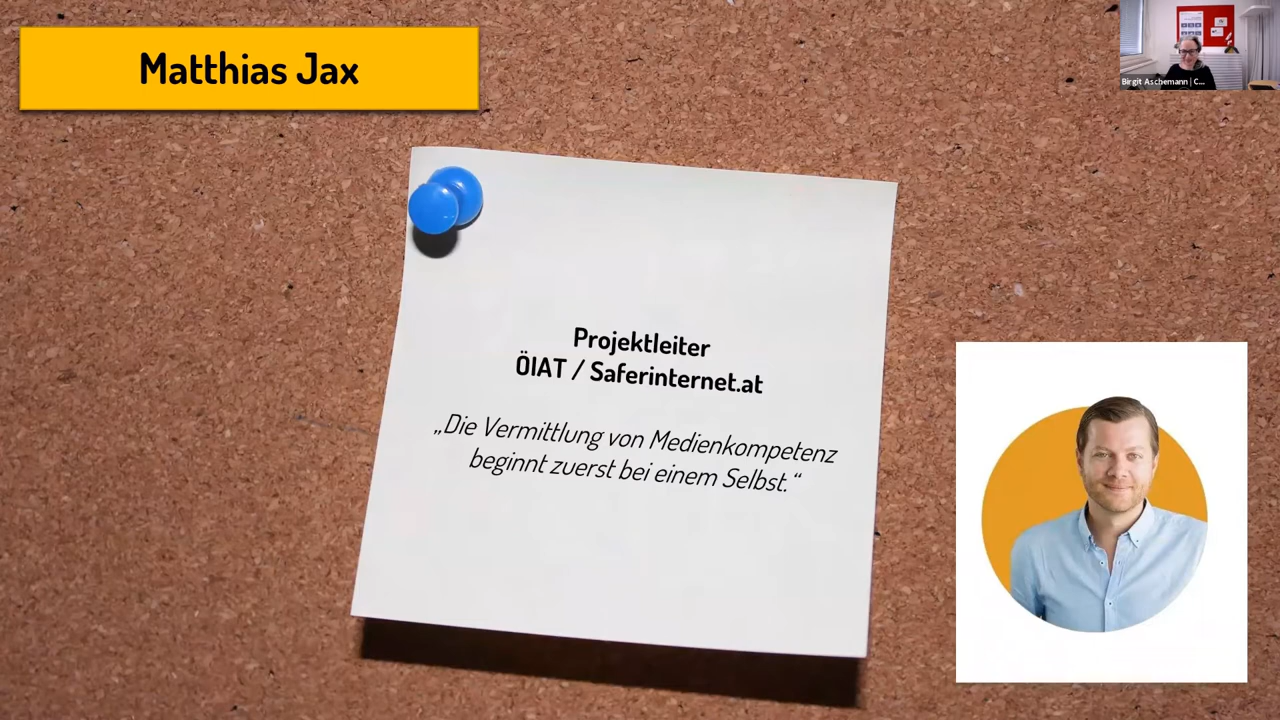 Matthias Jax
Birgit Aschemann | C...
Projektleiter
ÖIAT / Saferinternet.at
„Die Vermittlung von Medienkompetenz
beginnt zuerst bei einem Selbst.“